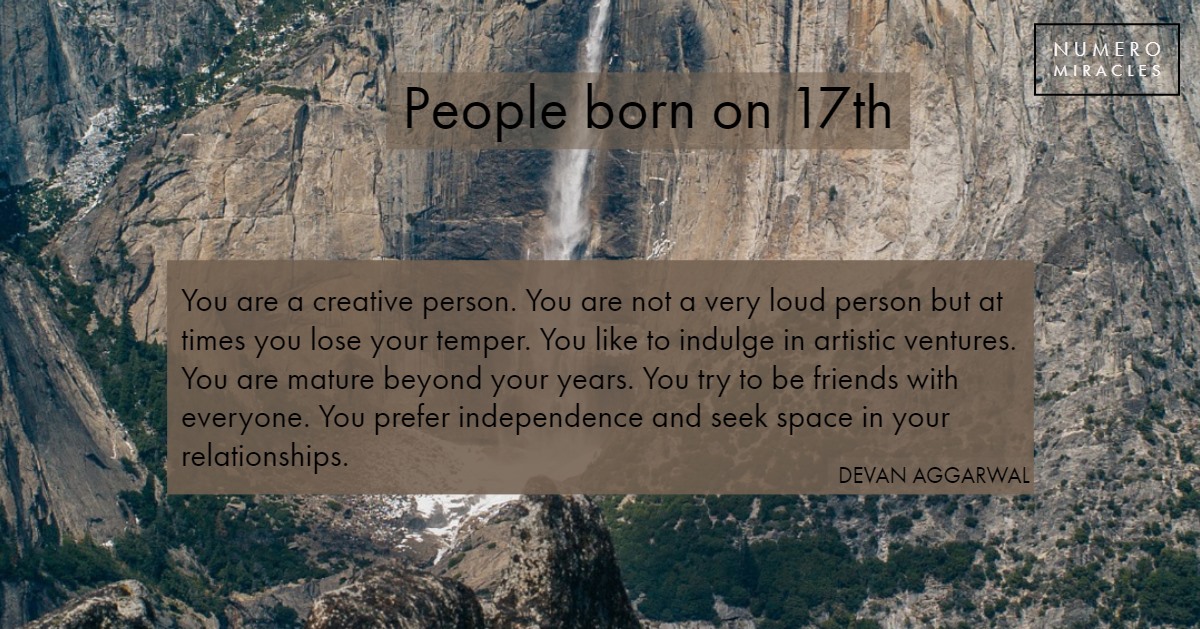 NUMERO
MIRACLES
People born on 17th
You are a creative person. You are not a very loud person but at
times you lose your temper. You like to indulge in artistic ventures.
You are mature beyond your years. You try to be friends with
everyone. You prefer independence and seek space in your
relationships.
DEVAN AGGARWAL